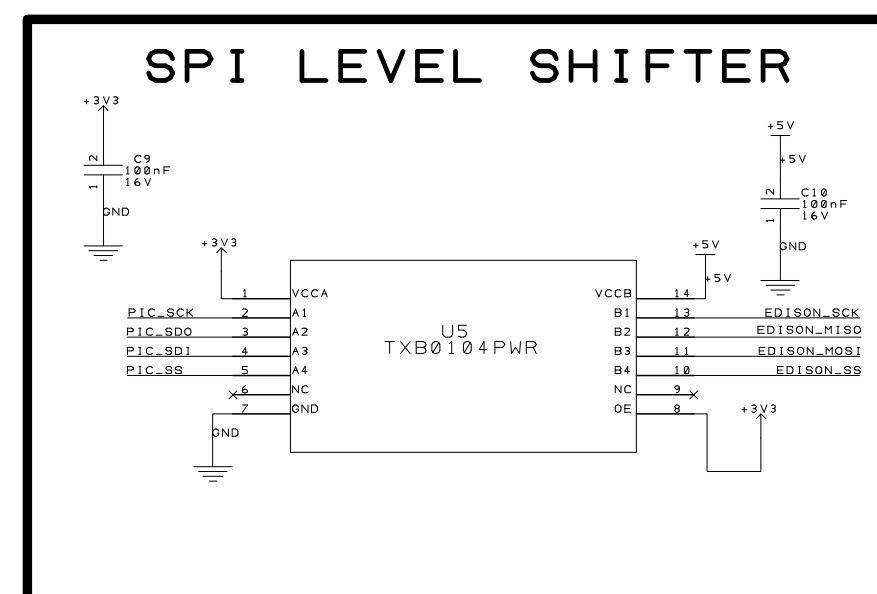 SPI LEVEL SHIFTER
+3V3
2
C9
100nF
16V
1
GND
+5V
+5V
2
C10
100nF
16V
1
GND
+3V3
+5V
+5V
1 VCCA
VCCB 14
PIC_SCK 2 A1
B1 13 EDISON_SCK
PIC_SDO 3 A2
B2 12 EDISON_MISO
PIC_SDI 4 A3
B3 11 EDISON_MOSI
PIC_SS 5 A4
B4 10 EDISON_SS
6 NC
NC 9
7 GND
OE 8
U5
TXB0104PWR
GND
+3V3